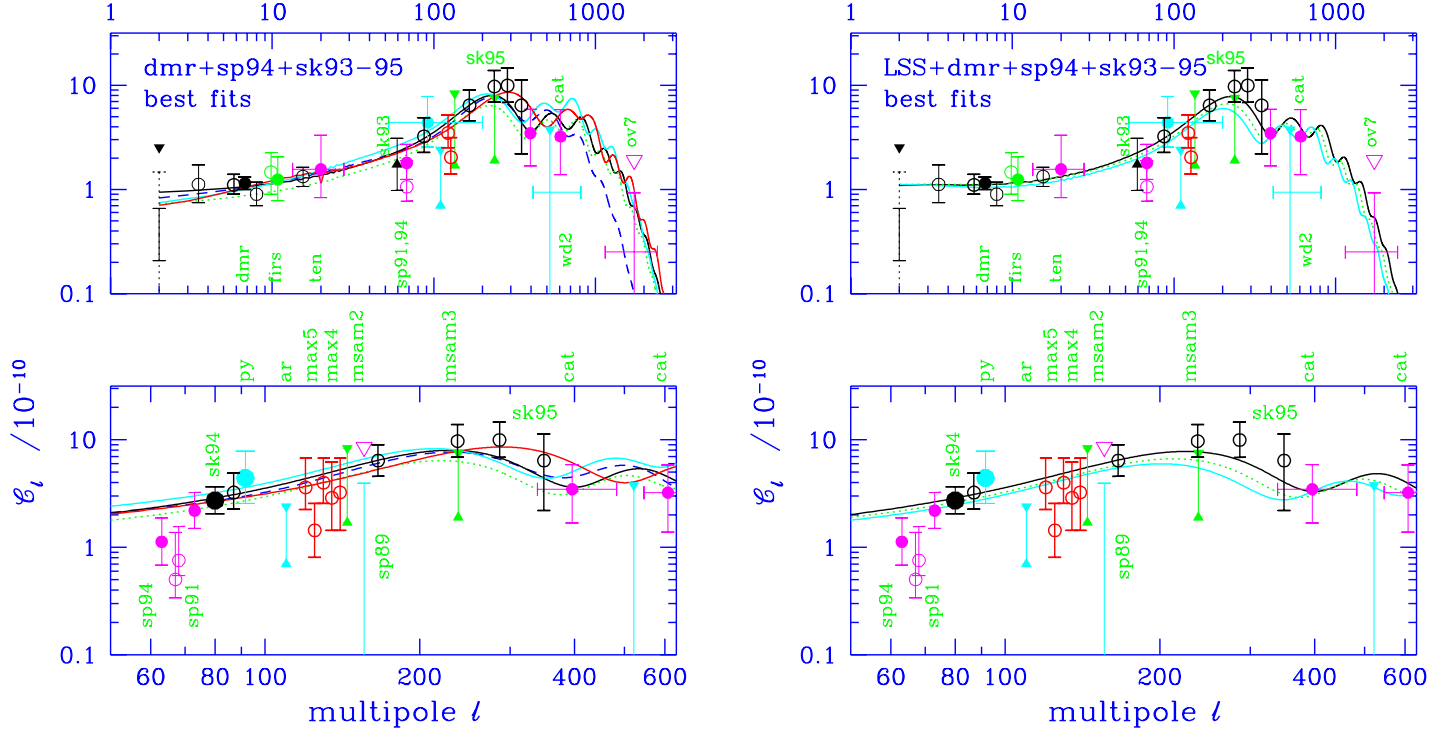 1 10 100 1000
1 10 100 1000
dmr+sp94+sk93-95
best fits
sk95
cat
ov7
sk93
10
1
0.1
dmr
firs
ten
sp91,94
wd2
LSS+dmr+sp94+sk93-95
best fits
sk95
cat
ov7
sk93
10
1
0.1
dmr
firs
ten
sp91,94
wd2
py
ar
max5
max4
msam2
msam3
cat
cat
py
ar
max5
max4
msam2
msam3
cat
cat
𝒞ℓ /10⁻¹⁰
10
1
0.1
sk94
sk95
sp89
sp94
sp91
60 80 100 200 400 600
multipole ℓ
𝒞ℓ /10⁻¹⁰
10
1
0.1
sk94
sk95
sp89
sp94
sp91
60 80 100 200 400 600
multipole ℓ